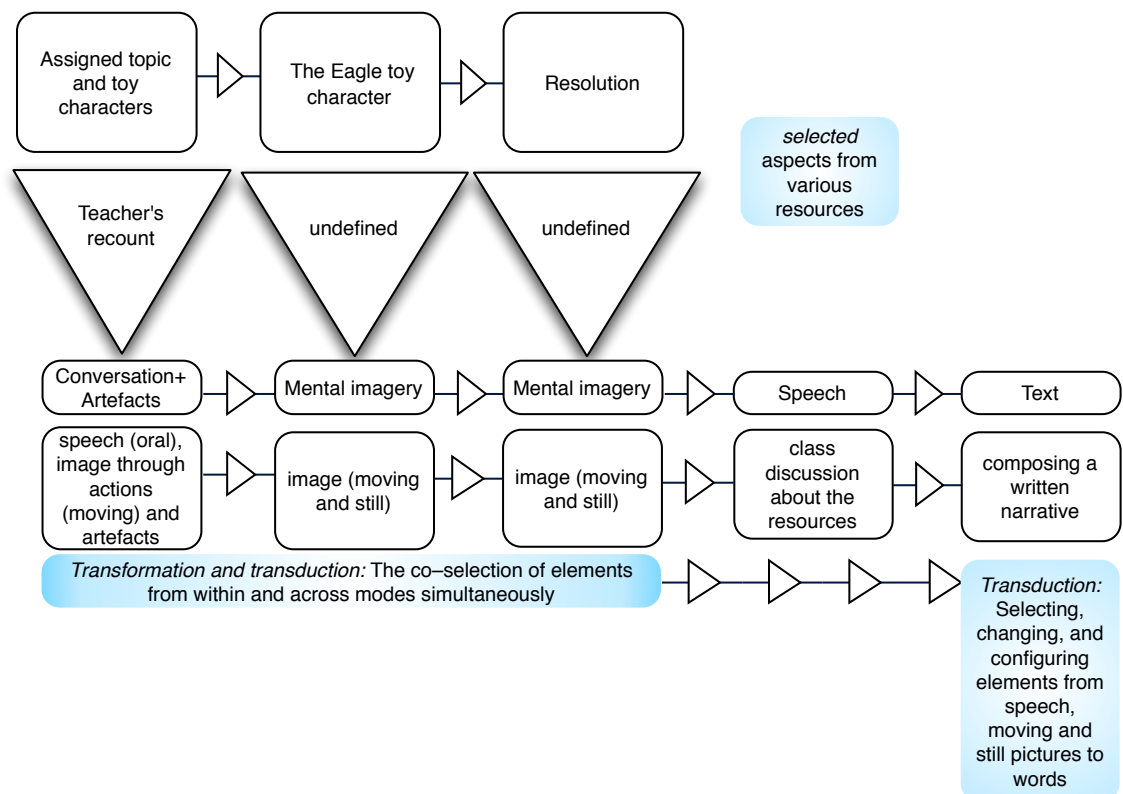 Assigned topic
and toy
characters
The Eagle toy
character
Resolution
selected
aspects from
various
resources
Teacher's
recount
undefined
undefined
Conversation+
Artefacts
Mental imagery
Mental imagery
Speech
Text
speech (oral),
image through
actions
(moving) and
artefacts
image (moving
and still)
image (moving
and still)
class
discussion
about the
resources
composing a
written
narrative
Transformation and transduction: The co–selection of elements
from within and across modes simultaneously
Transduction:
Selecting,
changing, and
configuring
elements from
speech,
moving and
still pictures to
words